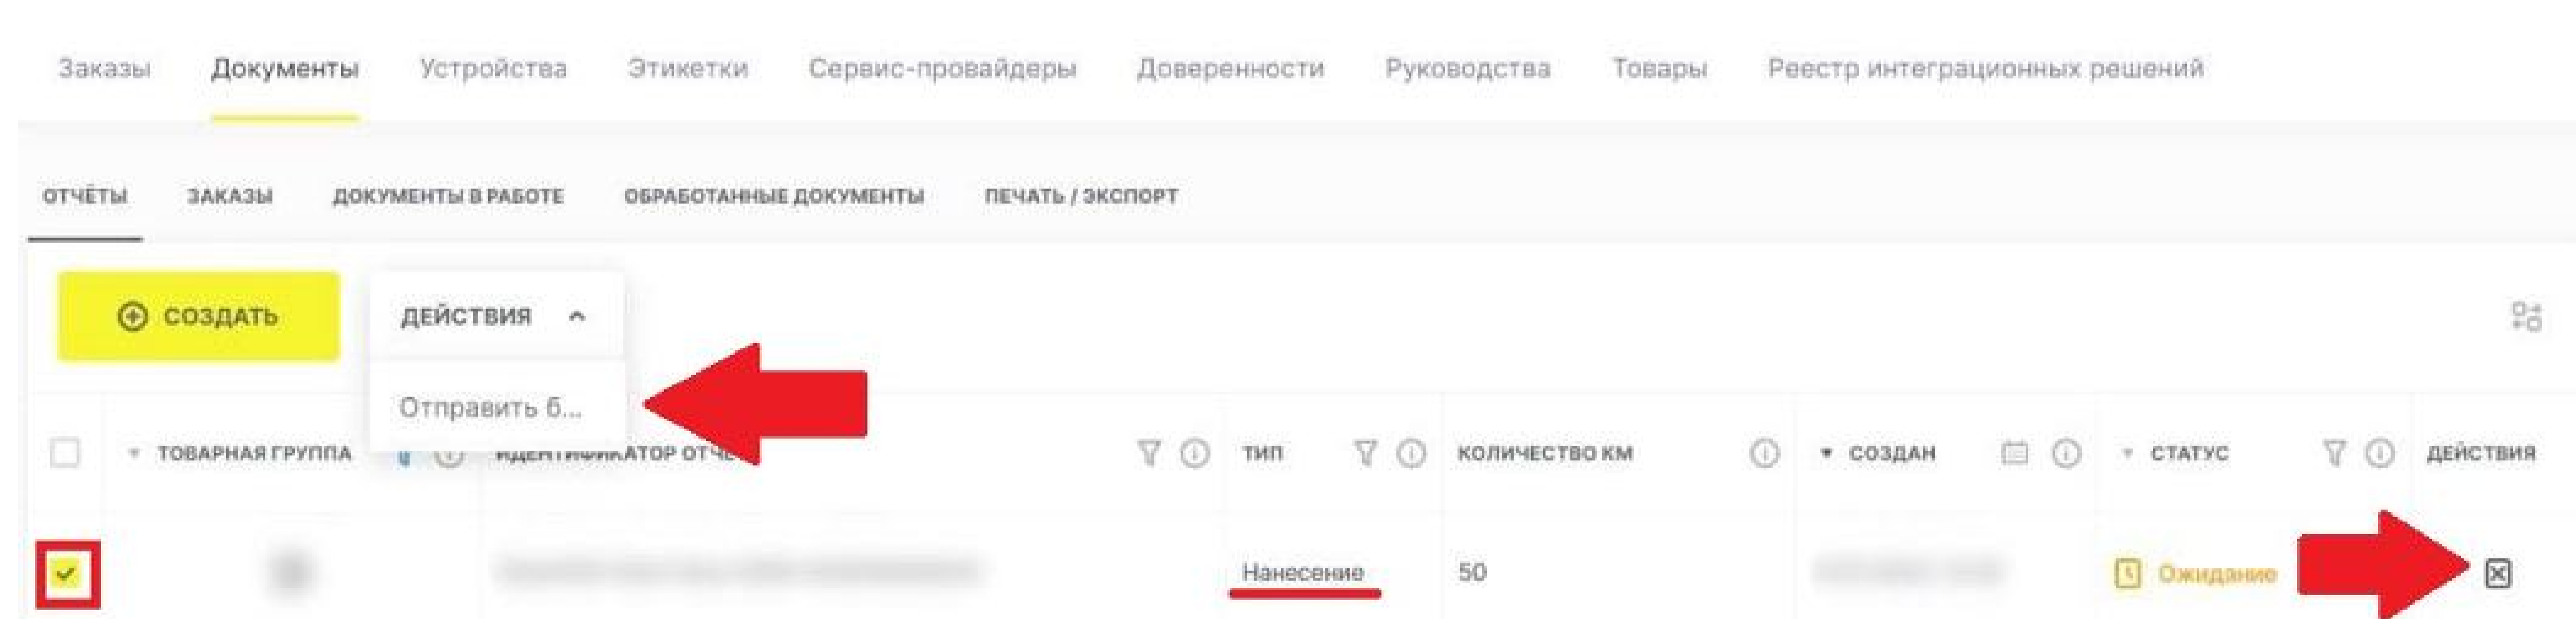 Заказы Документы Устройства Этикетки Сервис-провайдеры Доверенности Руководства Товары Реестр интеграционных решений
ОТЧЁТЫ ЗАКАЗЫ ДОКУМЕНТЫ В РАБОТЕ ОБРАБОТАННЫЕ ДОКУМЕНТЫ ПЕЧАТЬ / ЭКСПОРТ
СОЗДАТЬ ДЕЙСТВИЯ
Отправить б...
ТОВАРНАЯ ГРУППА ИДЕНТИФИКАТОР ТИП КОЛИЧЕСТВО КМ СОЗДАН СТАТУС ДЕЙСТВИЯ
Нанесение 50 Ожидание